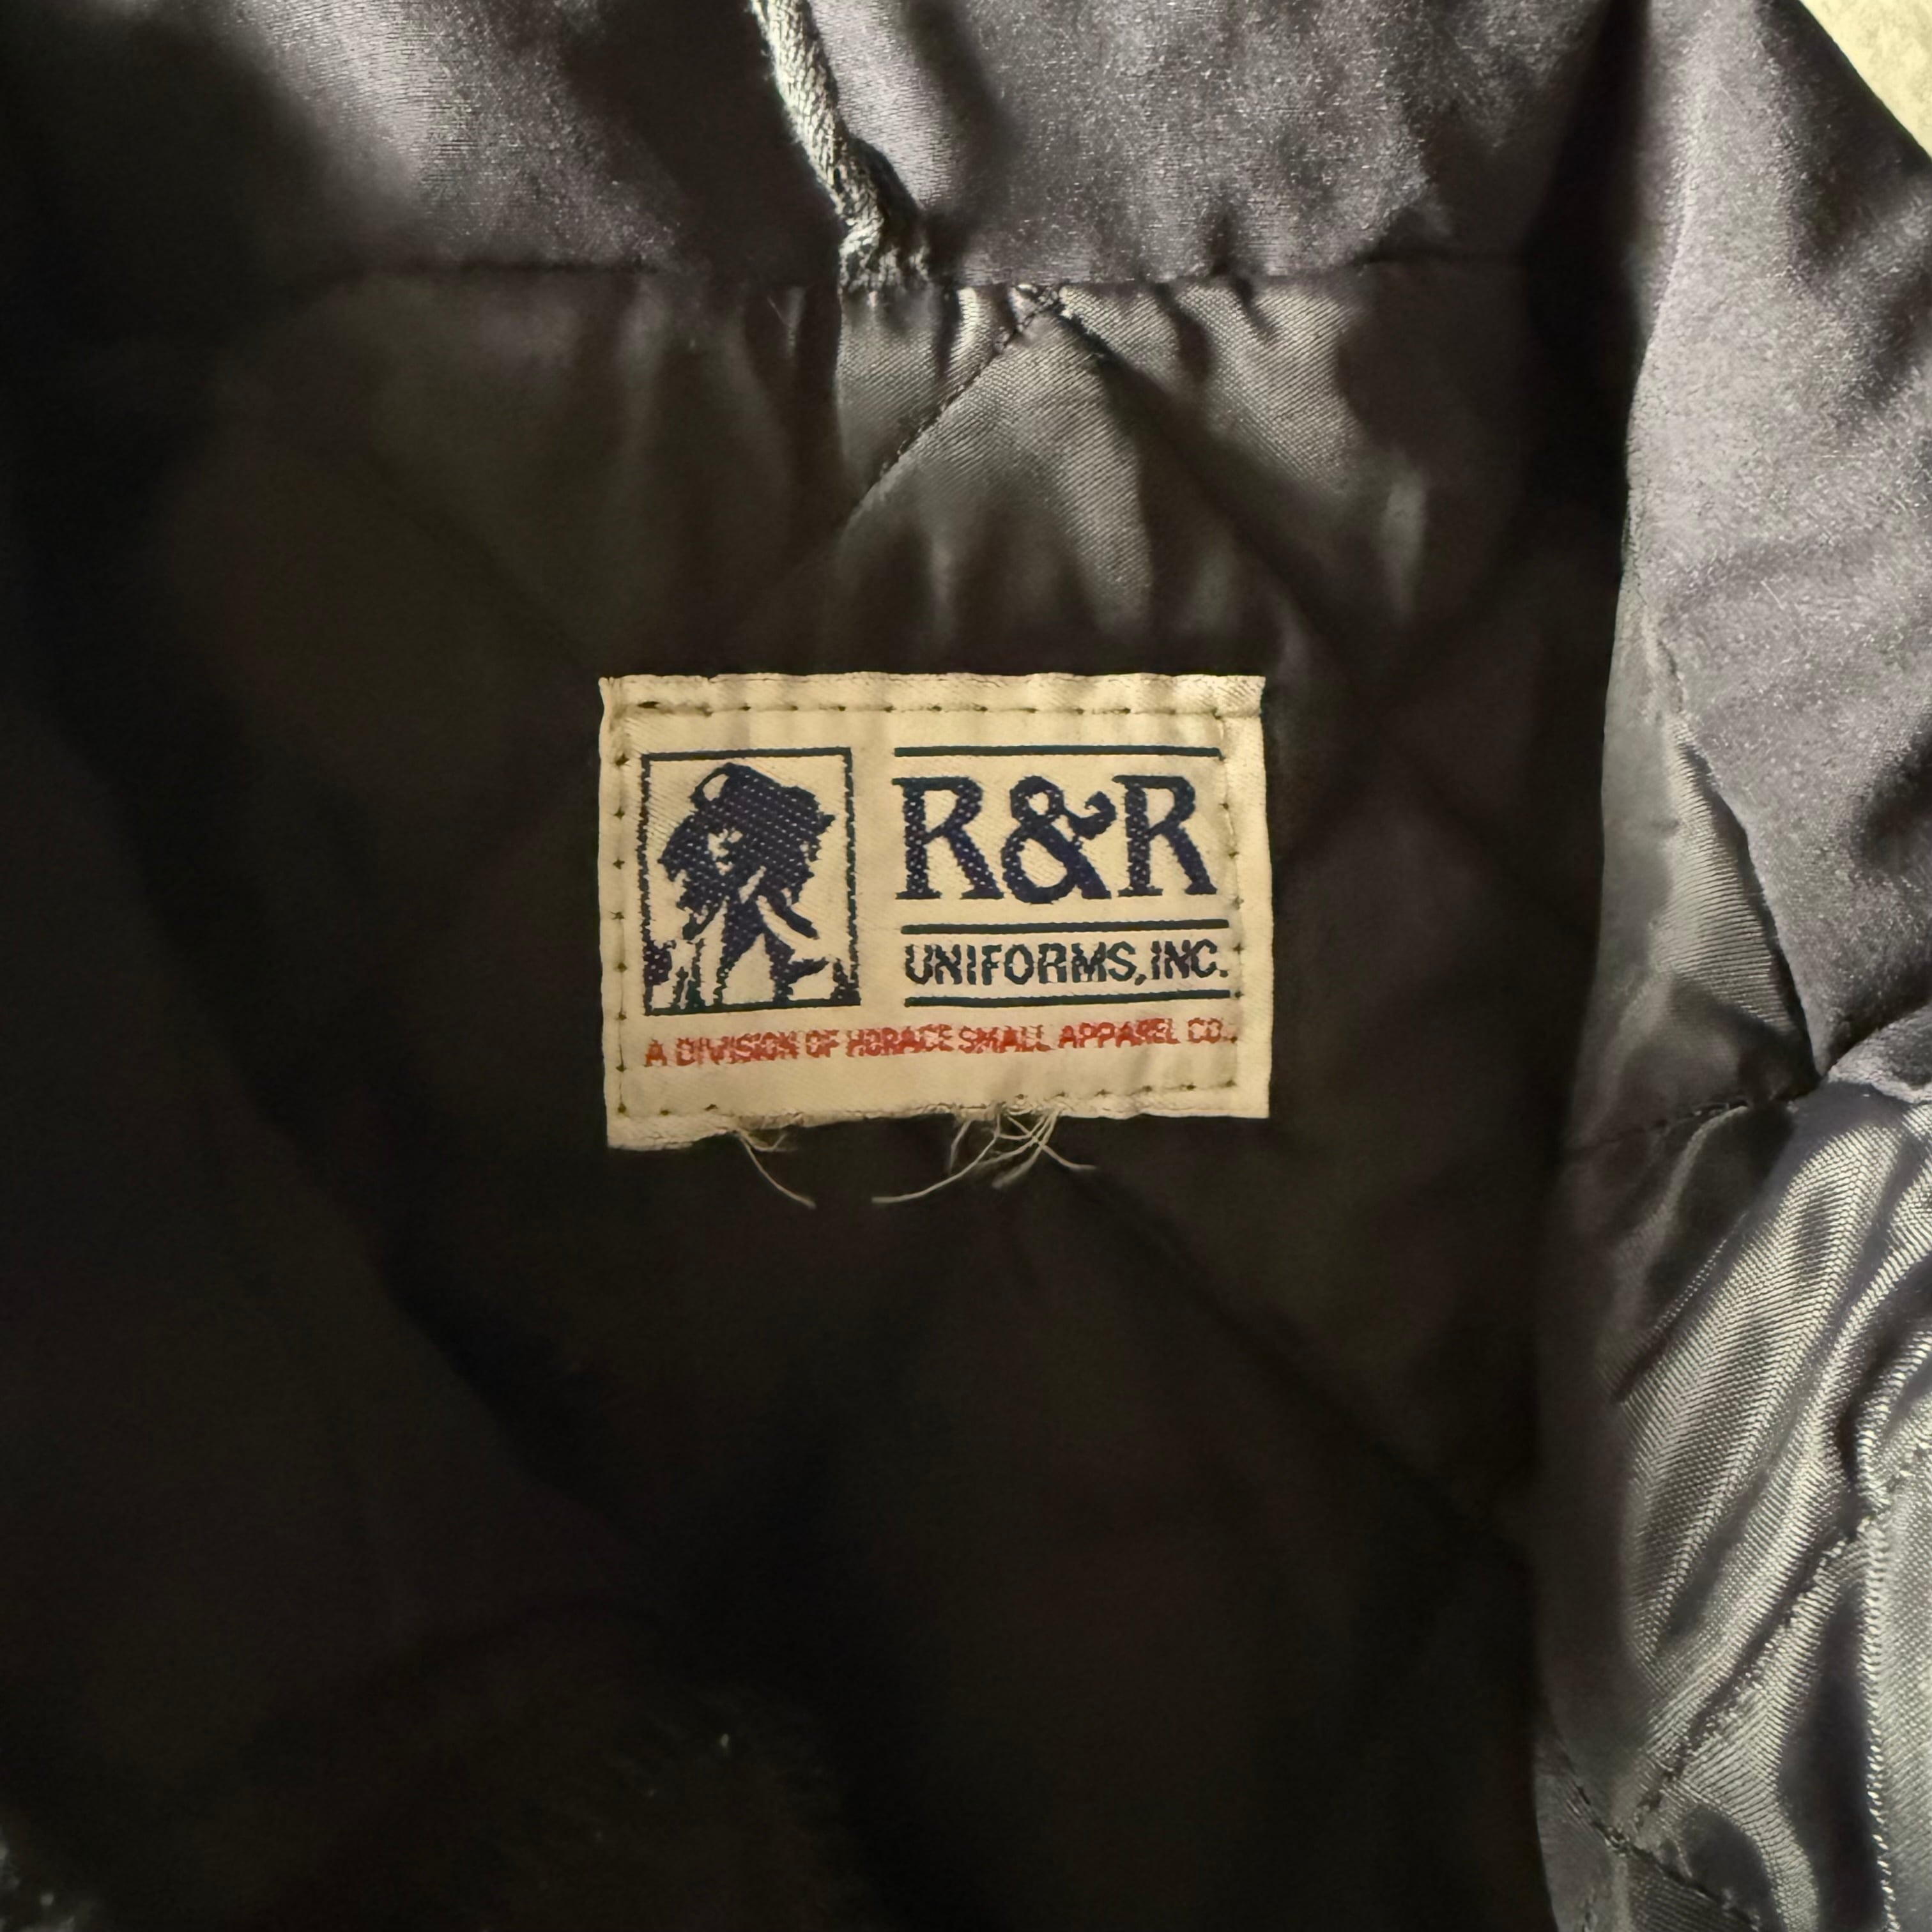 R&R
UNIFORMS, INC.
A DIVISION OF HORACE SMALL APPAREL CO.